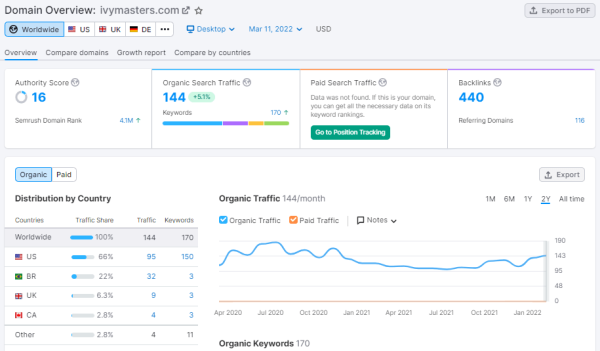 Domain Overview: ivymasters.com
Export to PDF
Worldwide US UK DE ••• Desktop Mar 11, 2022 USD
Overview Compare domains Growth report Compare by countries
Authority Score
16
Semrush Domain Rank 4.1M ↑
Organic Search Traffic
144 +5.1%
Keywords 170 ↑
Paid Search Traffic
Data was not found. If this is your domain,
you can get all the necessary data on its
keyword rankings.
Go to Position Tracking
Backlinks
440
Referring Domains 116
Organic Paid
Export
Distribution by Country
Countries Traffic Share Traffic Keywords
Worldwide 100% 144 170
US 66% 95 150
BR 22% 32 3
UK 6.3% 9 3
CA 2.8% 4 3
Other 2.8% 4 11
Organic Traffic 144/month
1M 6M 1Y 2Y All time
Organic Traffic Paid Traffic Notes
190
143
95
48
0
Apr 2020 Jul 2020 Oct 2020 Jan 2021 Apr 2021 Jul 2021 Oct 2021 Jan 2022
Organic Keywords 170